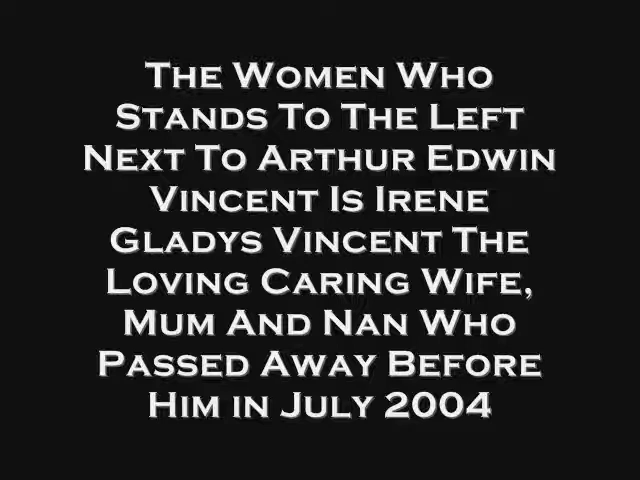 The Women Who
Stands To The Left
Next To Arthur Edwin
Vincent Is Irene
Gladys Vincent The
Loving Caring Wife,
Mum And Nan Who
Passed Away Before
Him in July 2004